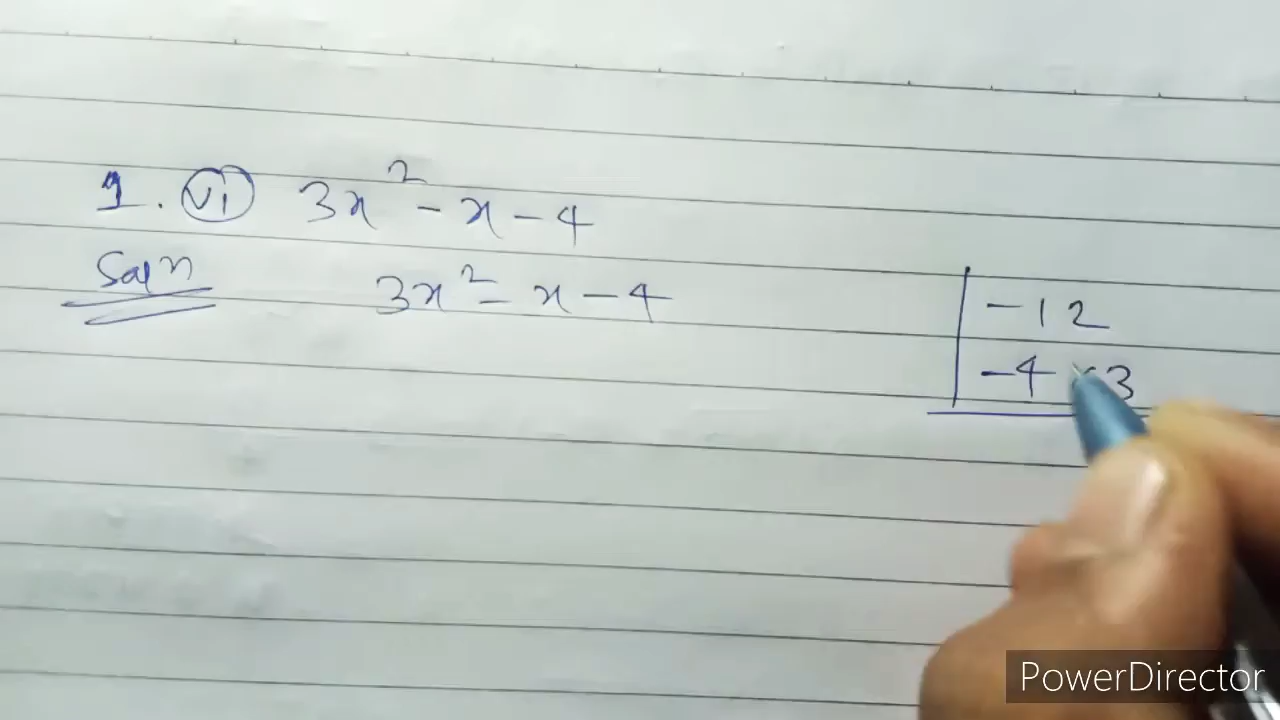 1. (vi) 3x² - x - 4
Solⁿ 3x² - x - 4
-12
-4 × 3
PowerDirector